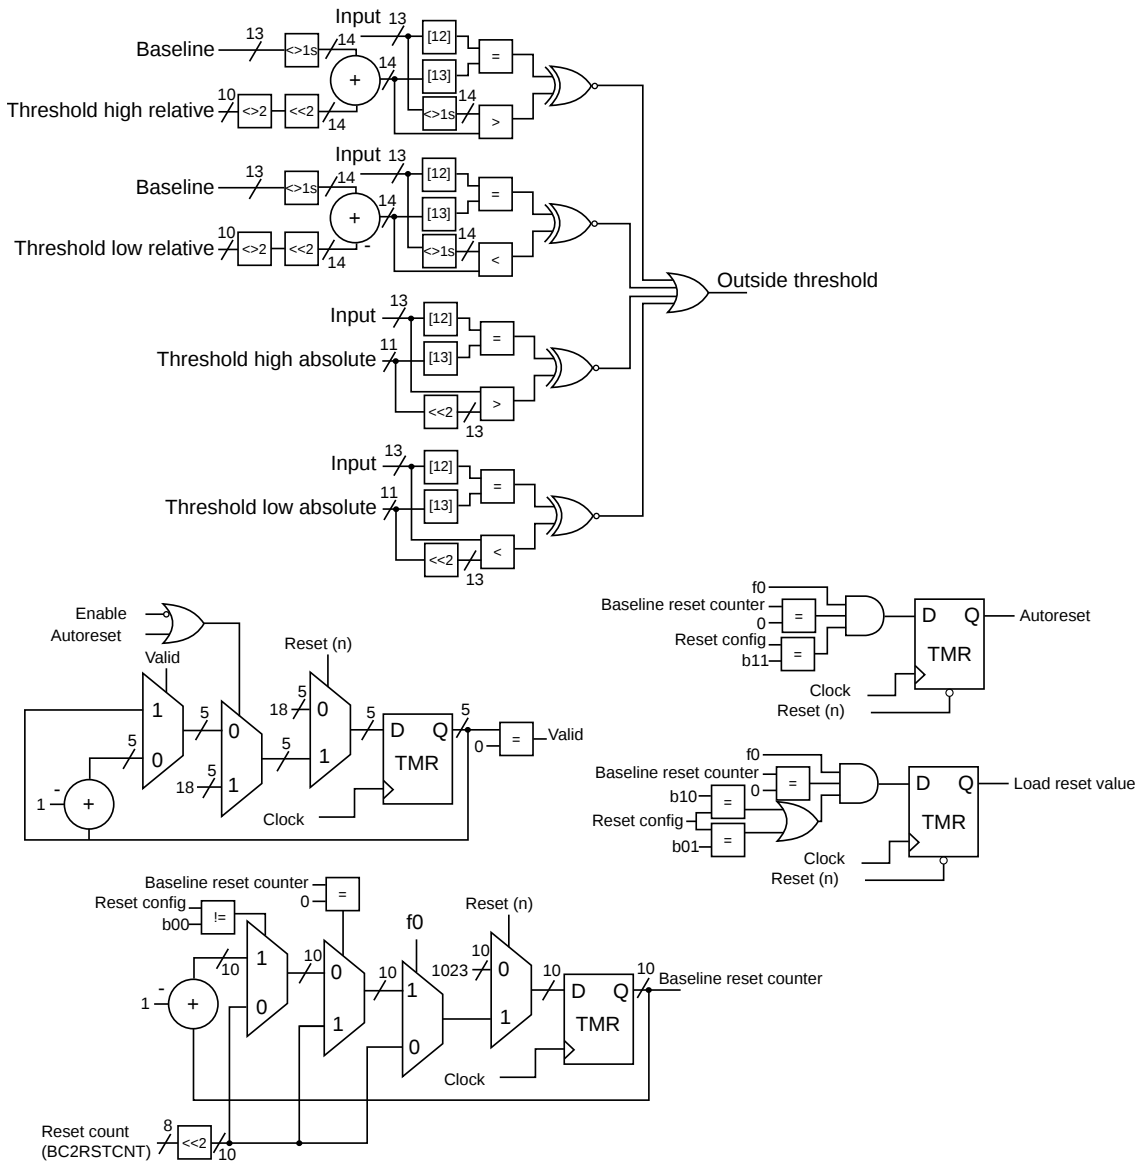 Input 13
Baseline 13 <>1s 14 [12] =
+ 14 [13]
Threshold high relative 10 <>2 <<2 14 <>1s 14 >
Input 13
Baseline 13 <>1s 14 [12] =
+ 14 [13]
Threshold low relative 10 <>2 <<2 14 - <>1s 14 <
Outside threshold
Input 13 [12] =
Threshold high absolute 11 [13]
<<2 13 >
Input 13 [12] =
Threshold low absolute 11 [13]
<<2 13 <
Enable
Autoreset
Valid
Reset (n)
1 5 0 5 18 0 5 D Q 5 Valid
5 0 5 18 1 5 1 TMR 0 =
- 1 +
Clock
f0
Baseline reset counter
0 =
Reset config
b11 =
D Q Autoreset
TMR
Clock
Reset (n)
f0
Baseline reset counter
0 =
b10 =
Reset config
b01 =
D Q Load reset value
TMR
Clock
Reset (n)
Baseline reset counter
0 =
Reset config
b00 !=
f0
Reset (n)
10 1 10 0 10 1 1023 10 0 10 D Q 10 Baseline reset counter
- 1 + 0 1 0 1 TMR
Clock
Reset count
(BC2RSTCNT) 8 <<2 10